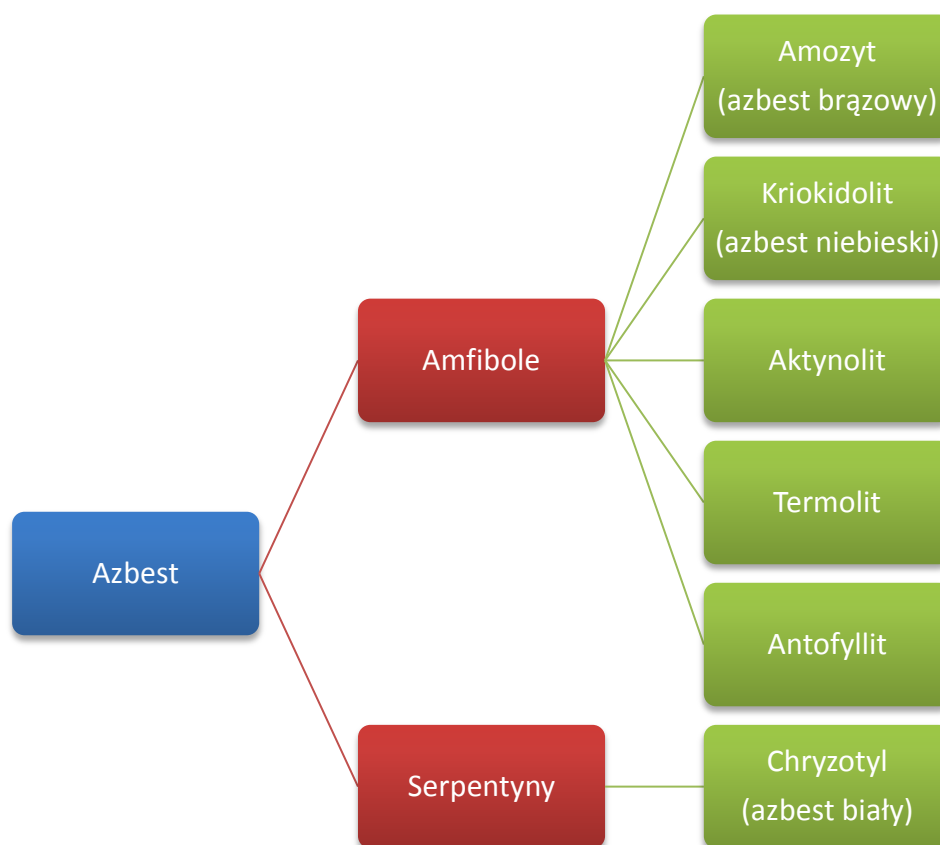 Amozyt
(azbest brązowy)
Kriokidolit
(azbest niebieski)
Amfibole
Aktynolit
Termolit
Azbest
Antofyllit
Serpentyny
Chryzotyl
(azbest biały)